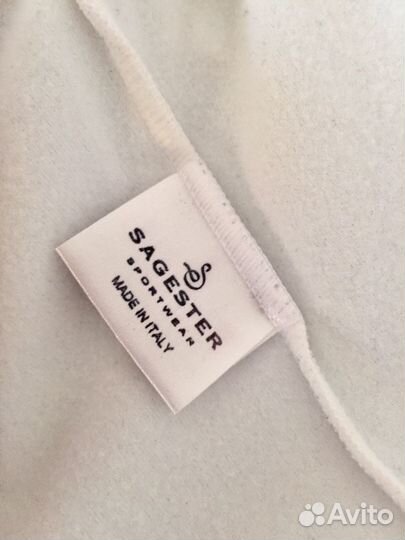 S
SAGESTER
SPORTWEAR
MADE IN ITALY
Avito